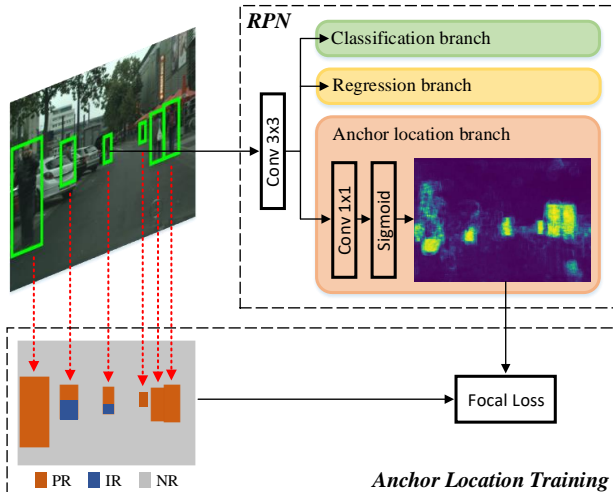 RPN
Classification branch
Regression branch
Anchor location branch
Conv 3x3
Conv 1x1
Sigmoid
Focal Loss
PR
IR
NR
Anchor Location Training